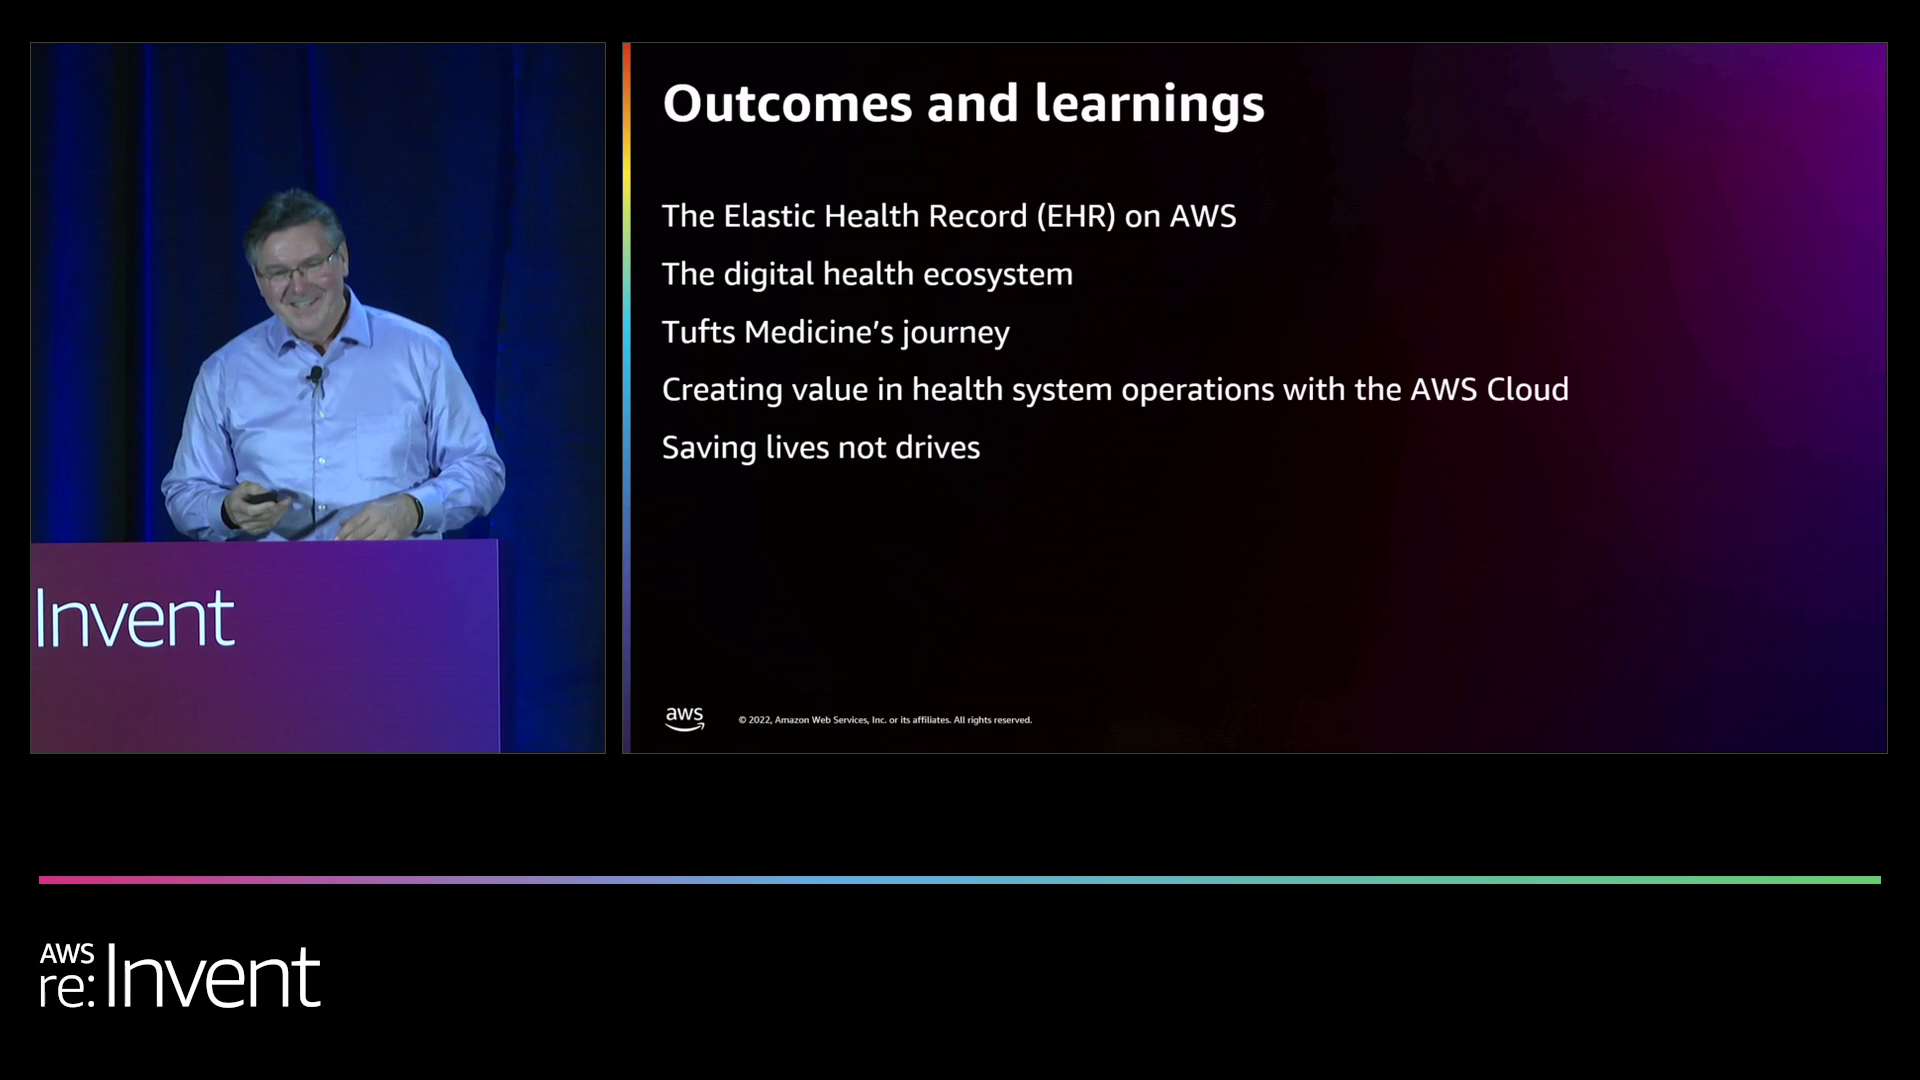 Outcomes and learnings
The Elastic Health Record (EHR) on AWS
The digital health ecosystem
Tufts Medicine’s journey
Creating value in health system operations with the AWS Cloud
Saving lives not drives
Invent
aws
© 2022, Amazon Web Services, Inc. or its affiliates. All rights reserved.
AWS
re:Invent